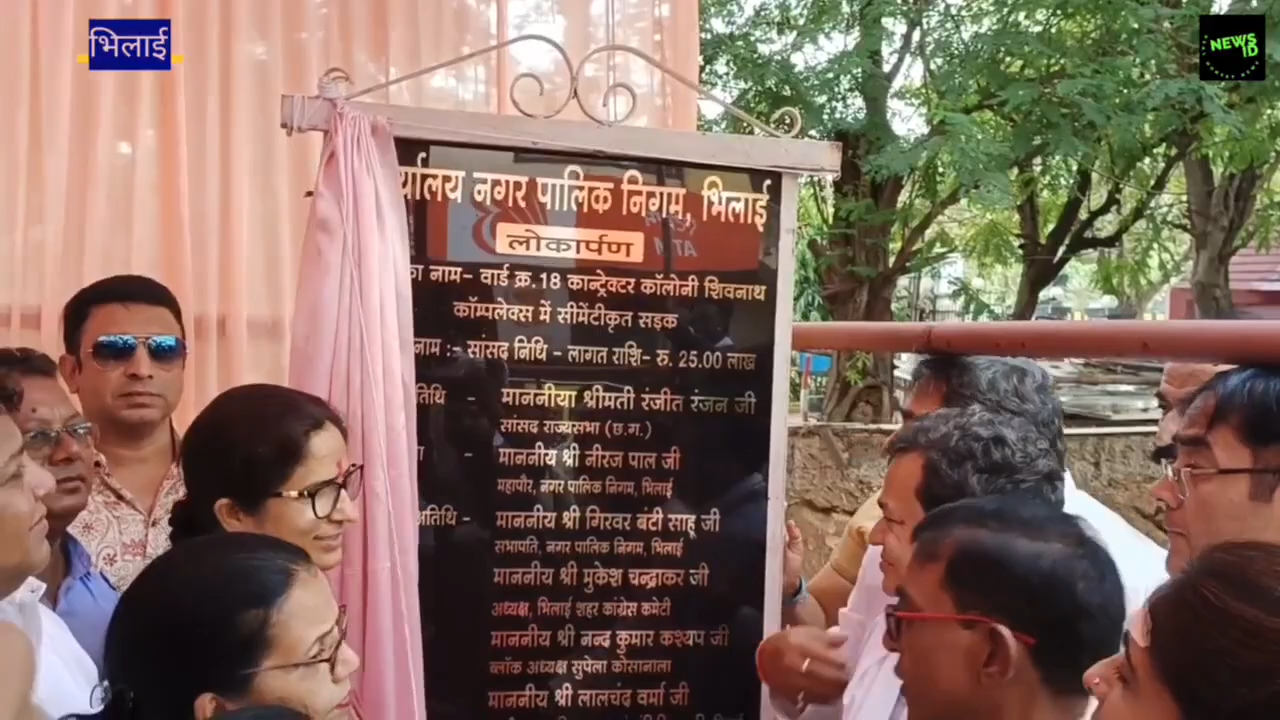 भिलाई
NEWS
ID
र्यालय नगर पालिक निगम, भिलाई
लोकार्पण
का नाम- वार्ड क्र. 18 कान्ट्रेक्टर कॉलोनी शिवनाथ
कॉम्पलेक्स में सीमेंटीकृत सड़क
नाम :- सांसद निधि - लागत राशि- रु. 25.00 लाख
तिथि - माननीया श्रीमती रंजीत रंजन जी
सांसद राज्यसभा (छ.ग.)
- माननीय श्री नीरज पाल जी
महापौर, नगर पालिक निगम, भिलाई
अतिथि - माननीय श्री गिरवर बंटी साहू जी
सभापति, नगर पालिक निगम, भिलाई
माननीय श्री मुकेश चन्द्राकर जी
अध्यक्ष, भिलाई शहर कांग्रेस कमेटी
माननीय श्री नन्द कुमार कश्यप जी
ब्लॉक अध्यक्ष सुपेला कोसानाला
माननीय श्री लालचंद वर्मा जी